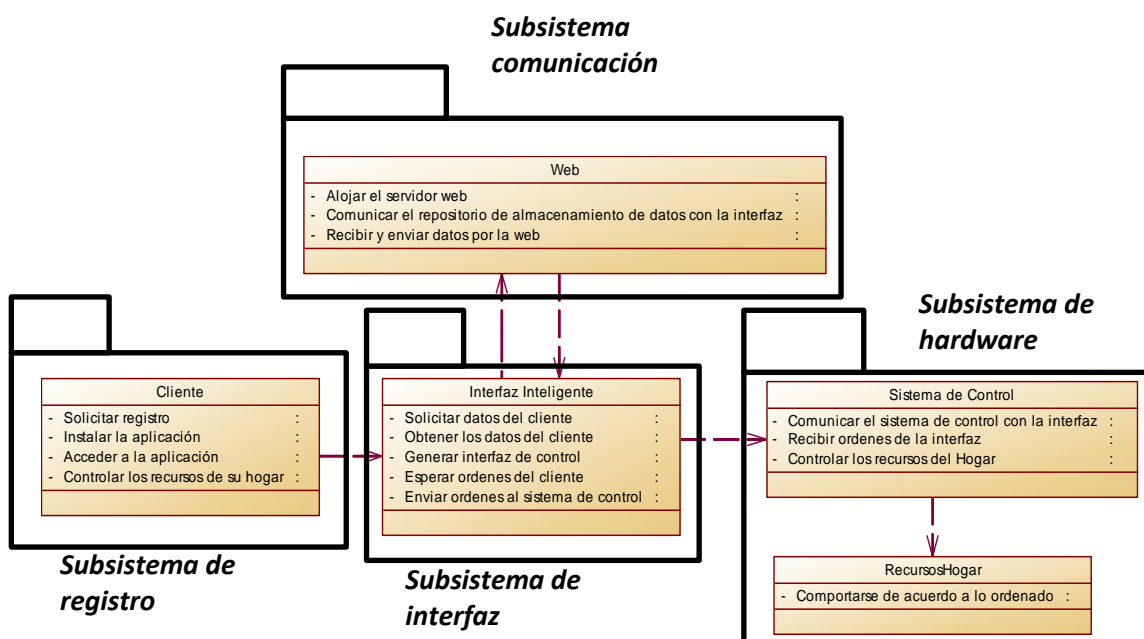 Subsistema
comunicación
Web
- Alojar el servidor web :
- Comunicar el repositorio de almacenamiento de datos con la interfaz :
- Recibir y enviar datos por la web :
Subsistema de
hardware
Cliente
- Solicitar registro :
- Instalar la aplicación :
- Acceder a la aplicación :
- Controlar los recursos de su hogar :
Interfaz Inteligente
- Solicitar datos del cliente :
- Obtener los datos del cliente :
- Generar interfaz de control :
- Esperar ordenes del cliente :
- Enviar ordenes al sistema de control :
Sistema de Control
- Comunicar el sistema de control con la interfaz :
- Recibir ordenes de la interfaz :
- Controlar los recursos del Hogar :
Subsistema de
registro
Subsistema de
interfaz
RecursosHogar
- Comportarse de acuerdo a lo ordenado :